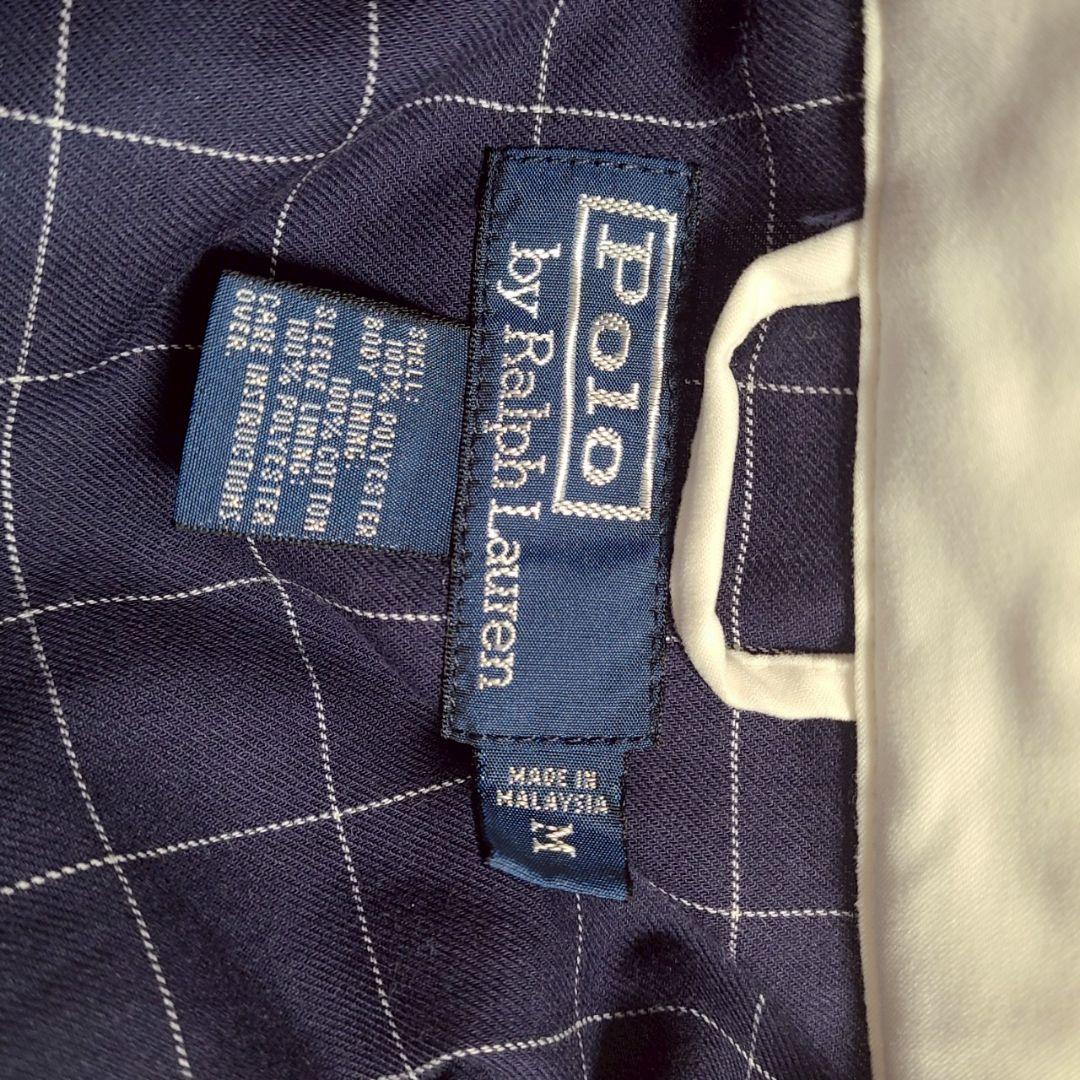 Polo
by Ralph Lauren
MADE IN
MALAYSIA
M
SHELL:
100% POLYESTER
BODY LINING:
100% COTTON
SLEEVE LINING:
100% POLYESTER
CARE INSTRUCTIONS
OVER